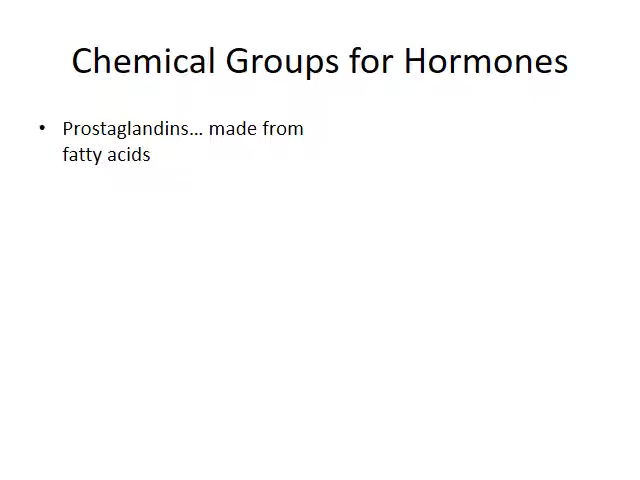 Chemical Groups for Hormones
• Prostaglandins... made from
fatty acids